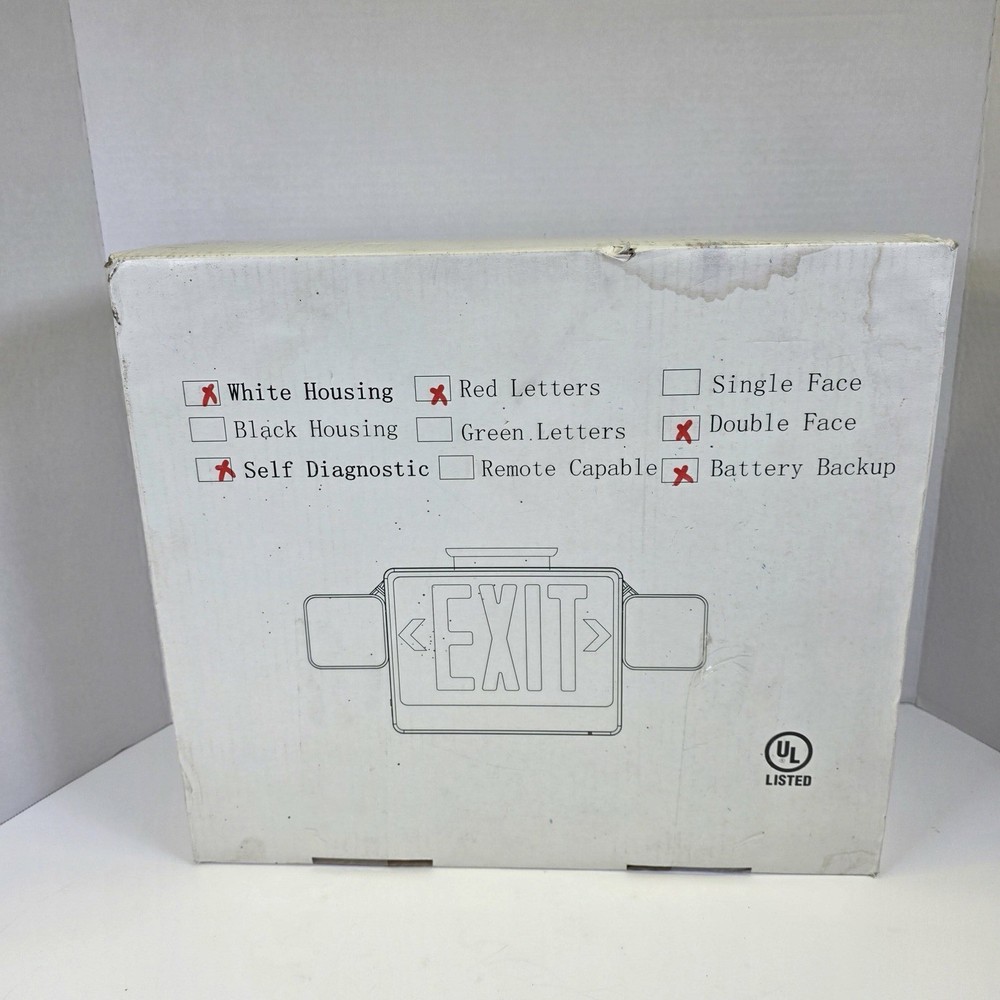 White Housing Red Letters Single Face
Black Housing Green Letters Double Face
Self Diagnostic Remote Capable Battery Backup
EXIT
UL
LISTED